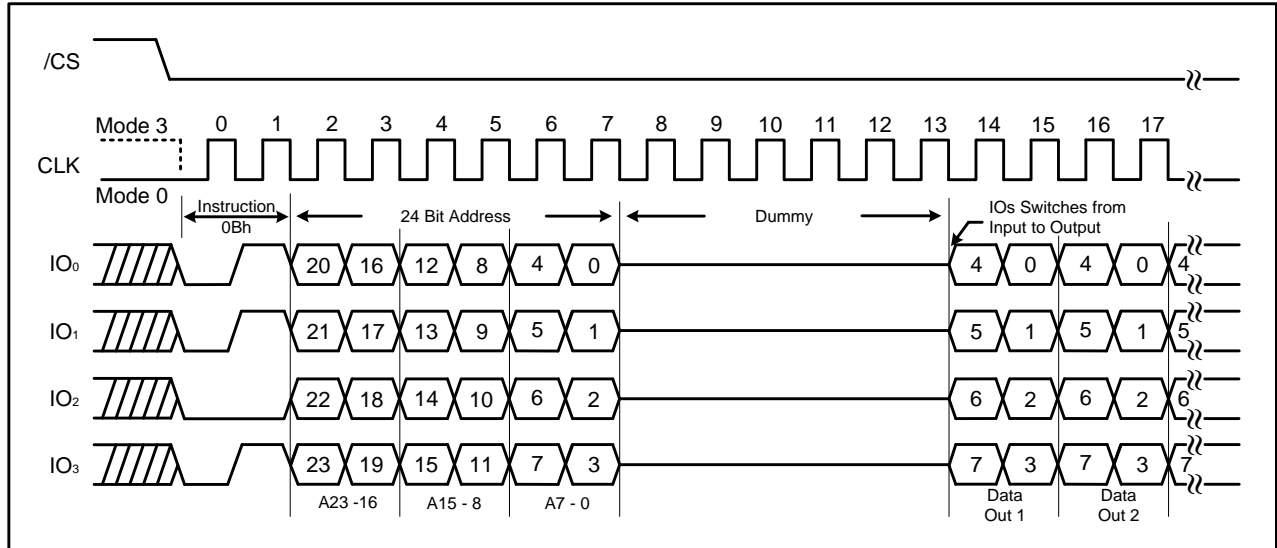 /CS
Mode 3 0 1 2 3 4 5 6 7 8 9 10 11 12 13 14 15 16 17
CLK
Mode 0
Instruction 0Bh
24 Bit Address
Dummy
IOs Switches from
Input to Output
IO₀ 20 16 12 8 4 0 4 0 4 0 4
IO₁ 21 17 13 9 5 1 5 1 5 1 5
IO₂ 22 18 14 10 6 2 6 2 6 2 6
IO₃ 23 19 15 11 7 3 7 3 7 3 7
A23 -16 A15 - 8 A7 - 0
Data Out 1
Data Out 2